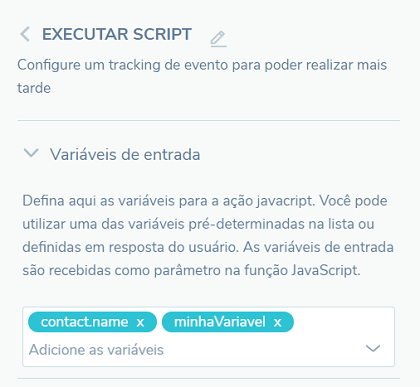 EXECUTAR SCRIPT
Configure um tracking de evento para poder realizar mais
tarde
Variáveis de entrada
Defina aqui as variáveis para a ação javacript. Você pode
utilizar uma das variáveis pré-determinadas na lista ou
definidas em resposta do usuário. As variáveis de entrada
são recebidas como parâmetro na função JavaScript.
contact.name x minhaVariavel x
Adicione as variáveis